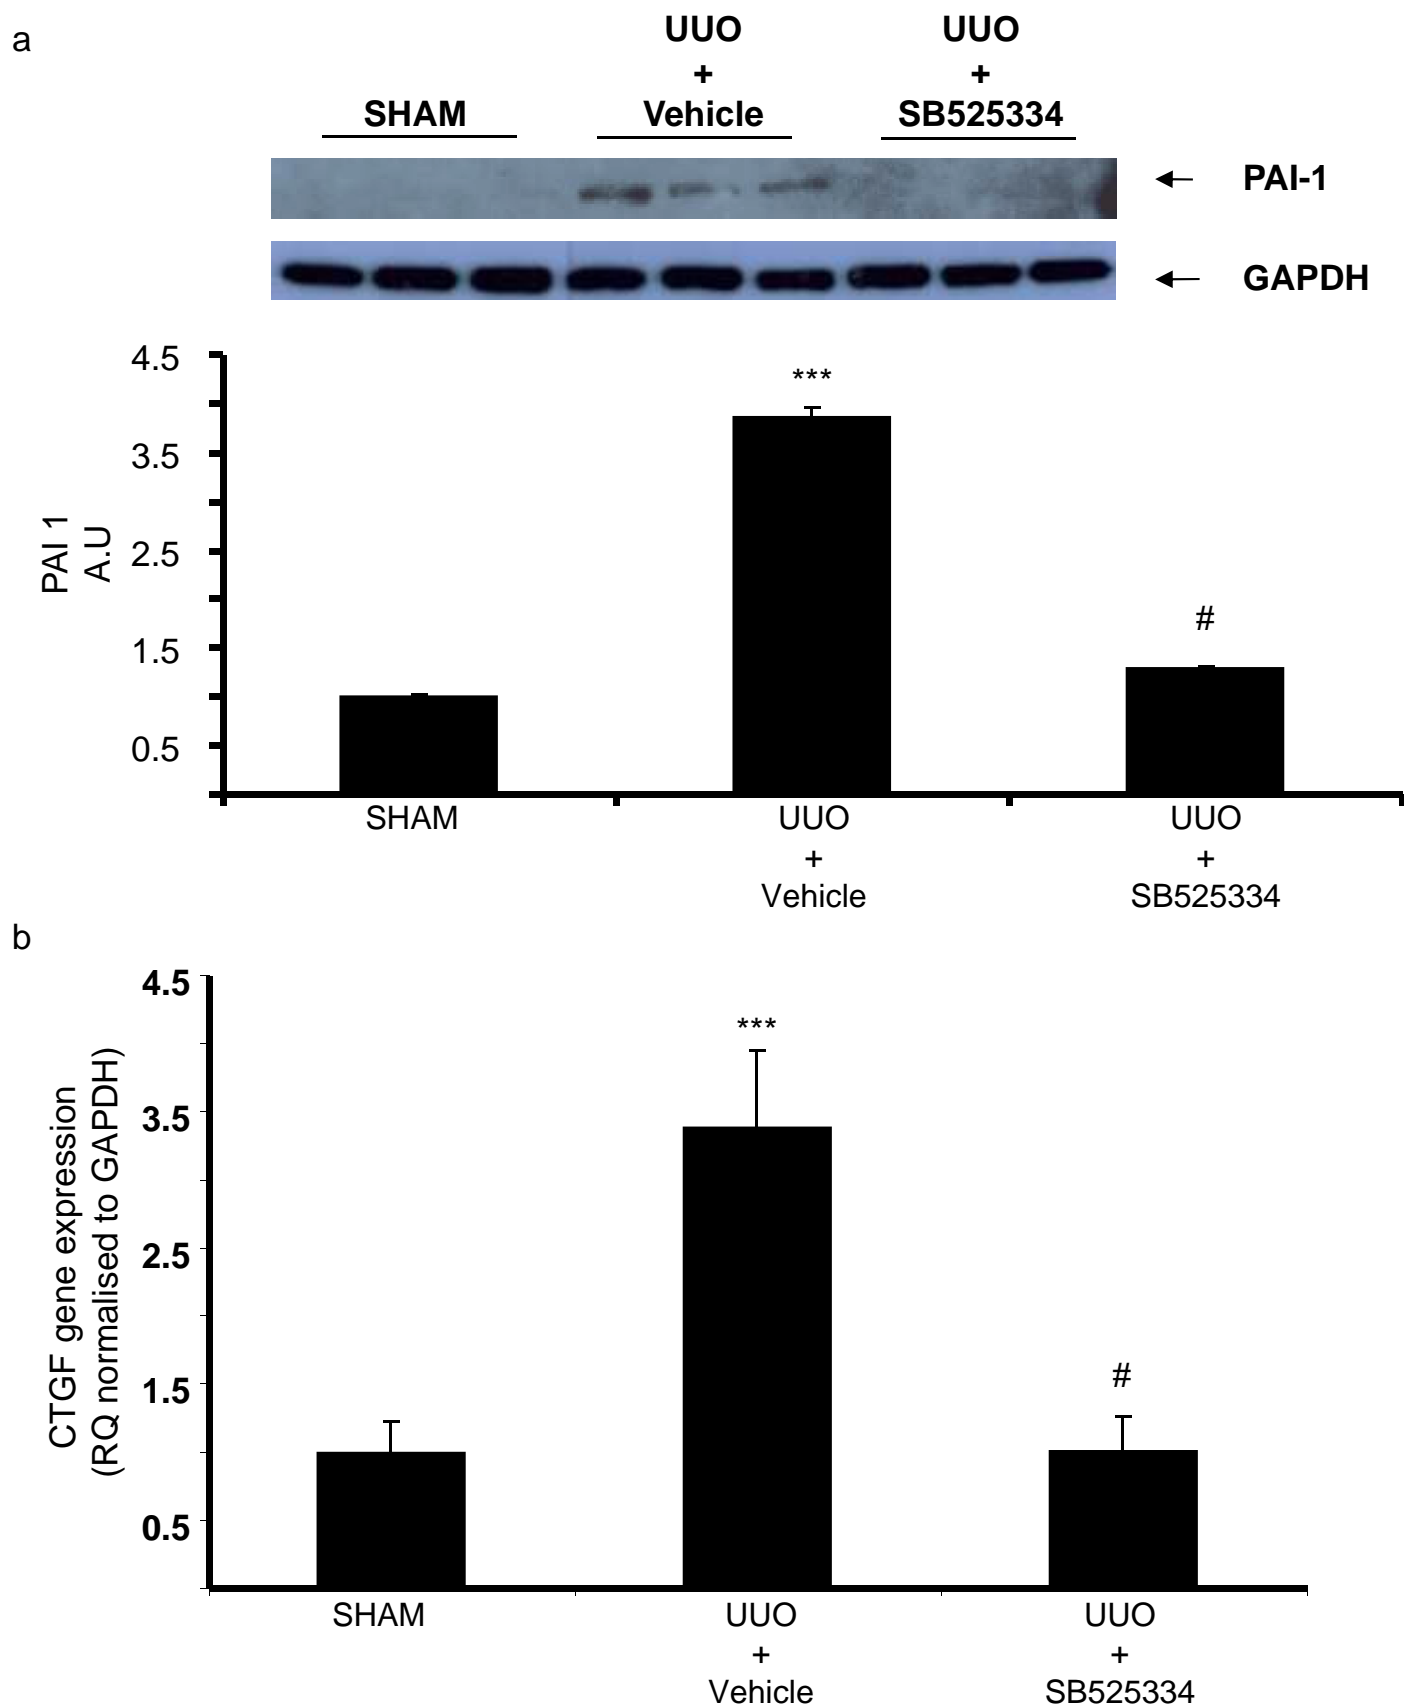 a
UUO
+
Vehicle
UUO
+
SB525334
SHAM
PAI-1
GAPDH
PAI 1
A.U
4.5
3.5
2.5
1.5
0.5
***
#
SHAM
UUO
+
Vehicle
UUO
+
SB525334
b
CTGF gene expression
(RQ normalised to GAPDH)
4.5
3.5
2.5
1.5
0.5
***
#
SHAM
UUO
+
Vehicle
UUO
+
SB525334